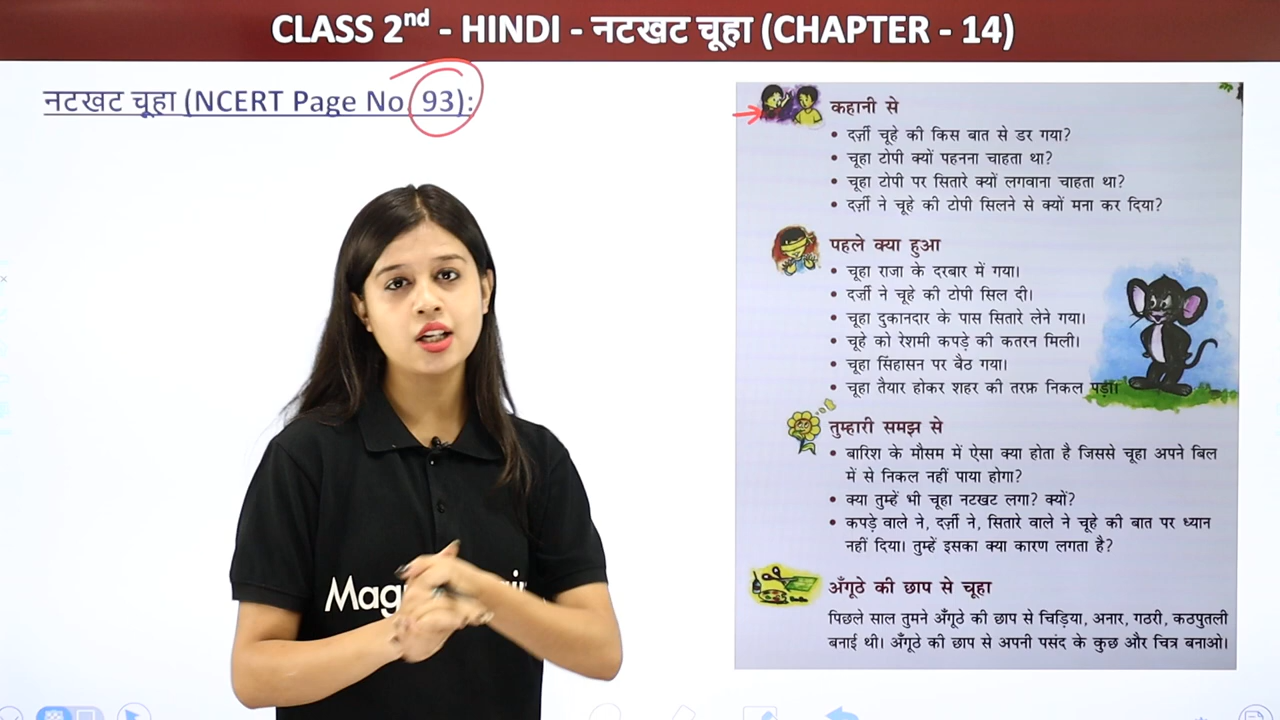 CLASS 2nd - HINDI - नटखट चूहा (CHAPTER - 14)
नटखट चूहा (NCERT Page No. 93):
कहानी से
• दर्ज़ी चूहे की किस बात से डर गया?
• चूहा टोपी क्यों पहनना चाहता था?
• चूहा टोपी पर सितारे क्यों लगवाना चाहता था?
• दर्ज़ी ने चूहे की टोपी सिलने से क्यों मना कर दिया?
पहले क्या हुआ
• चूहा राजा के दरबार में गया।
• दर्ज़ी ने चूहे की टोपी सिल दी।
• चूहा दुकानदार के पास सितारे लेने गया।
• चूहे को रेशमी कपड़े की कतरन मिली।
• चूहा सिंहासन पर बैठ गया।
• चूहा तैयार होकर शहर की तरफ़ निकल पड़ा।
तुम्हारी समझ से
• बारिश के मौसम में ऐसा क्या होता है जिससे चूहा अपने बिल
में से निकल नहीं पाया होगा?
• क्या तुम्हें भी चूहा नटखट लगा? क्यों?
• कपड़े वाले ने, दर्ज़ी ने, सितारे वाले ने चूहे की बात पर ध्यान
नहीं दिया। तुम्हें इसका क्या कारण लगता है?
अँगूठे की छाप से चूहा
पिछले साल तुमने अँगूठे की छाप से चिड़िया, अनार, गठरी, कठपुतली
बनाई थी। अँगूठे की छाप से अपनी पसंद के कुछ और चित्र बनाओ।